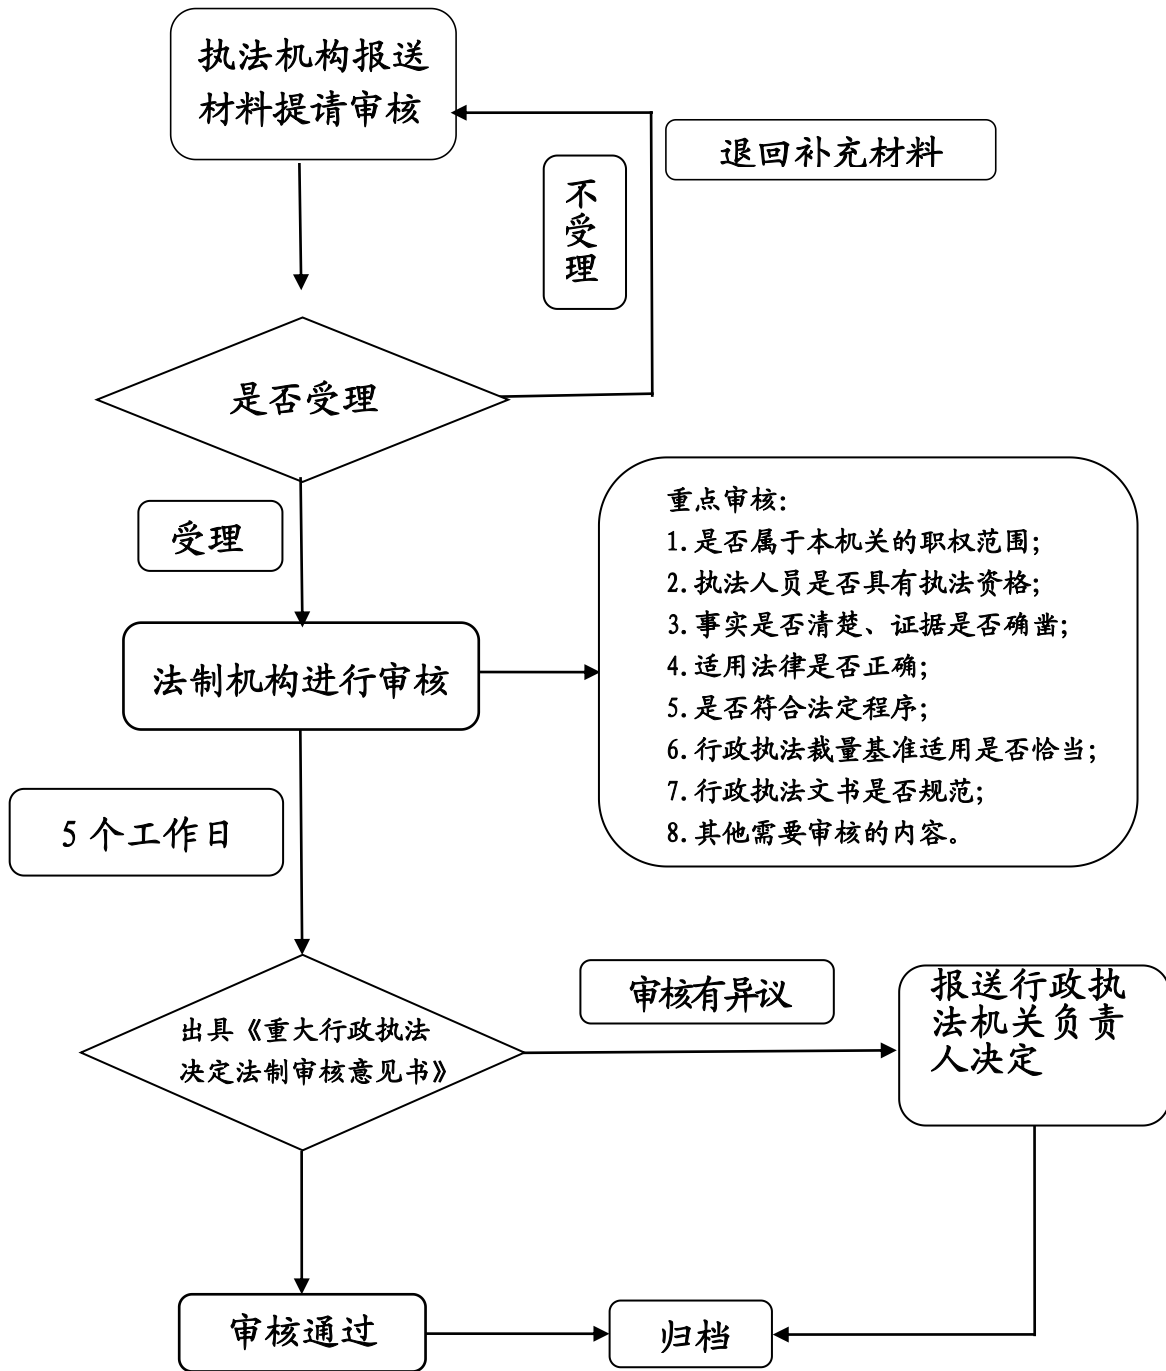 执法机构报送
材料提请审核
退回补充材料
不
受
理
是否受理
受理
重点审核：
1.是否属于本机关的职权范围；
2.执法人员是否具有执法资格；
3.事实是否清楚、证据是否确凿；
4.适用法律是否正确；
5.是否符合法定程序；
6.行政执法裁量基准适用是否恰当；
7.行政执法文书是否规范；
8.其他需要审核的内容。
法制机构进行审核
5 个工作日
出具《重大行政执法
决定法制审核意见书》
审核有异议
报送行政执
法机关负责
人决定
审核通过
归档